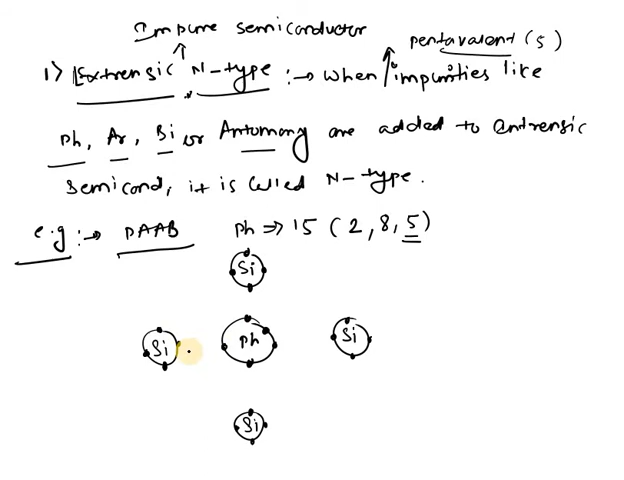 Impure semiconductor
pentavalent (5)
1) Extrensic N-type :→ when impurities like
Ph, Ar, Bi or Antomony are added to intrensic
semicond, it is called N-type.
e.g :→ PAAB Ph ⇒ 15 (2, 8, 5)
Si
Si Ph Si
Si